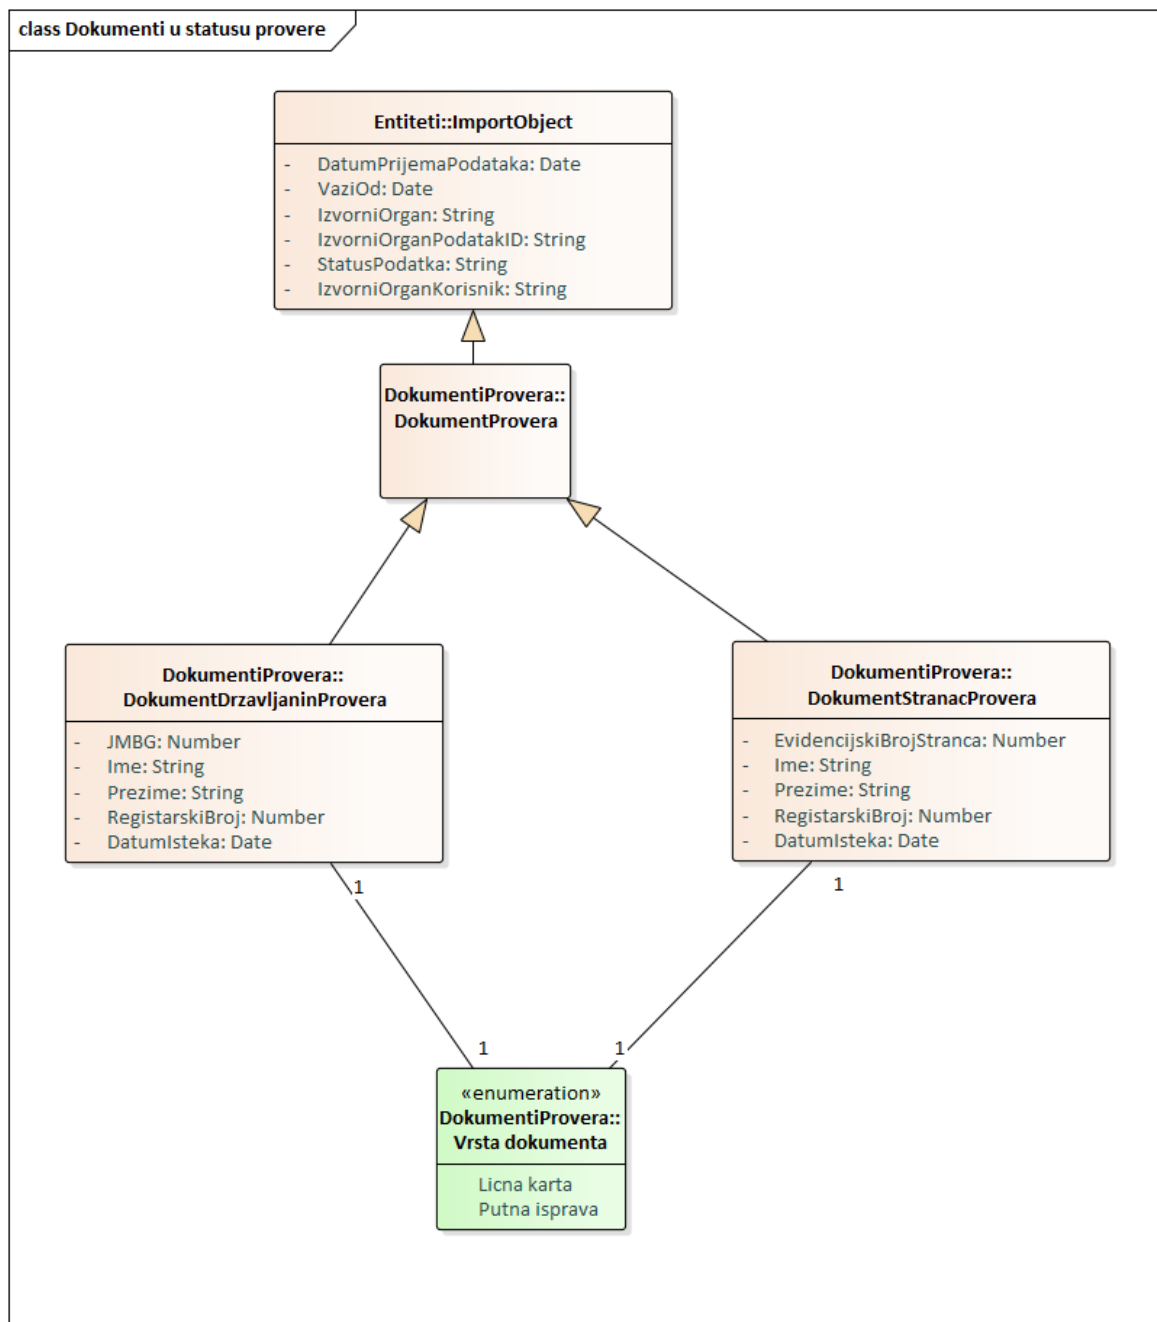 class Dokumenti u statusu provere
Entiteti::ImportObject
- DatumPrijemaPodataka: Date
- VaziOd: Date
- IzvorniOrgan: String
- IzvorniOrganPodatakID: String
- StatusPodatka: String
- IzvorniOrganKorisnik: String
DokumentiProvera::
DokumentProvera
DokumentiProvera::
DokumentDrzavljaninProvera
- JMBG: Number
- Ime: String
- Prezime: String
- RegistarskiBroj: Number
- DatumIsteka: Date
DokumentiProvera::
DokumentStranacProvera
- EvidencijskiBrojStranca: Number
- Ime: String
- Prezime: String
- RegistarskiBroj: Number
- DatumIsteka: Date
1
1
1
1
«enumeration»
DokumentiProvera::
Vrsta dokumenta
Licna karta
Putna isprava